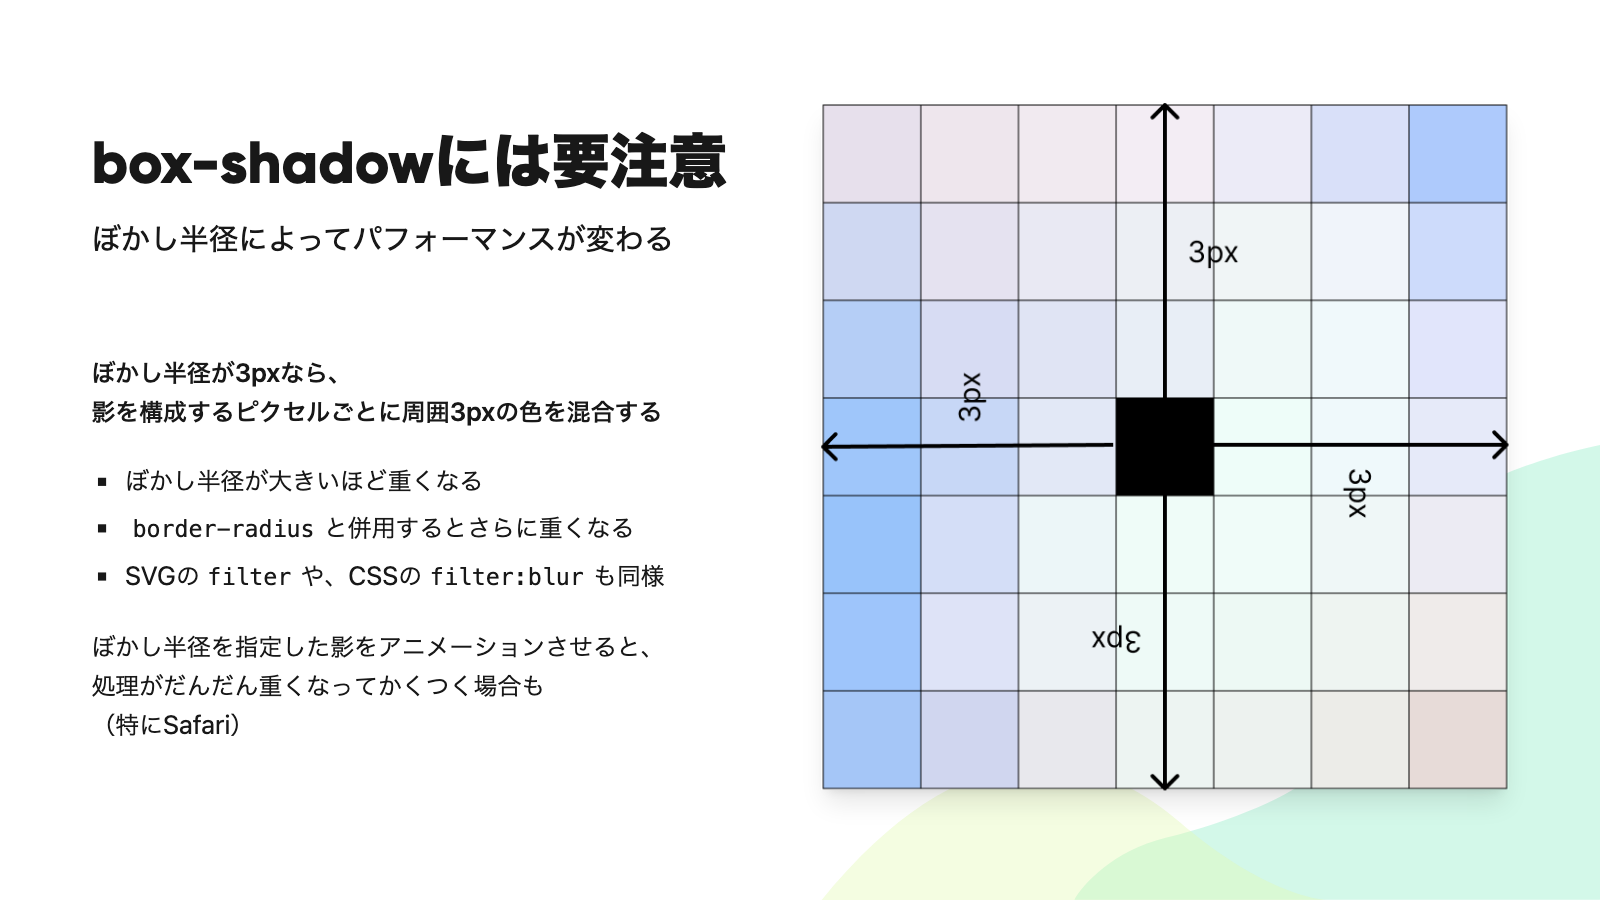 box-shadowには要注意
ぼかし半径によってパフォーマンスが変わる
ぼかし半径が3pxなら、
影を構成するピクセルごとに周囲3pxの色を混合する
▪ ぼかし半径が大きいほど重くなる
▪ border-radius と併用するとさらに重くなる
▪ SVGの filter や、CSSの filter:blur も同様
ぼかし半径を指定した影をアニメーションさせると、
処理がだんだん重くなってかくつく場合も
（特にSafari）
3px
3px
3px
3px